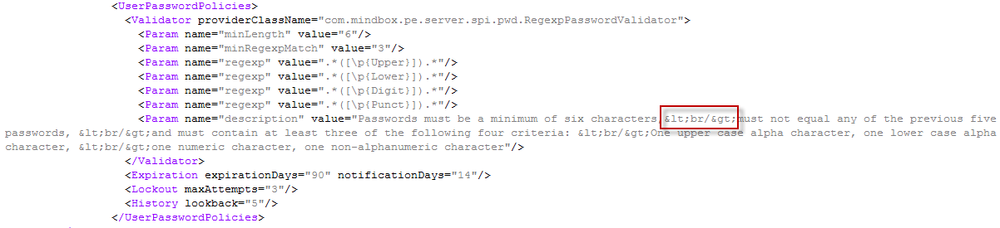 <UserPasswordPolicies>
<Validator providerClassName="com.mindbox.pe.server.spi.pwd.RegexpPasswordValidator">
<Param name="minLength" value="6"/>
<Param name="minRegexpMatch" value="3"/>
<Param name="regexp" value=".*([\p{Upper}]).*"/>
<Param name="regexp" value=".*([\p{Lower}]).*"/>
<Param name="regexp" value=".*([\p{Digit}]).*"/>
<Param name="regexp" value=".*([\p{Punct}]).*"/>
<Param name="description" value="Passwords must be a minimum of six characters,&lt;br/&gt;must not equal any of the previous five
passwords, &lt;br/&gt;and must contain at least three of the following four criteria: &lt;br/&gt;One upper case alpha character, one lower case alpha
character, &lt;br/&gt;one numeric character, one non-alphanumeric character"/>
</Validator>
<Expiration expirationDays="90" notificationDays="14"/>
<Lockout maxAttempts="3"/>
<History lookback="5"/>
</UserPasswordPolicies>